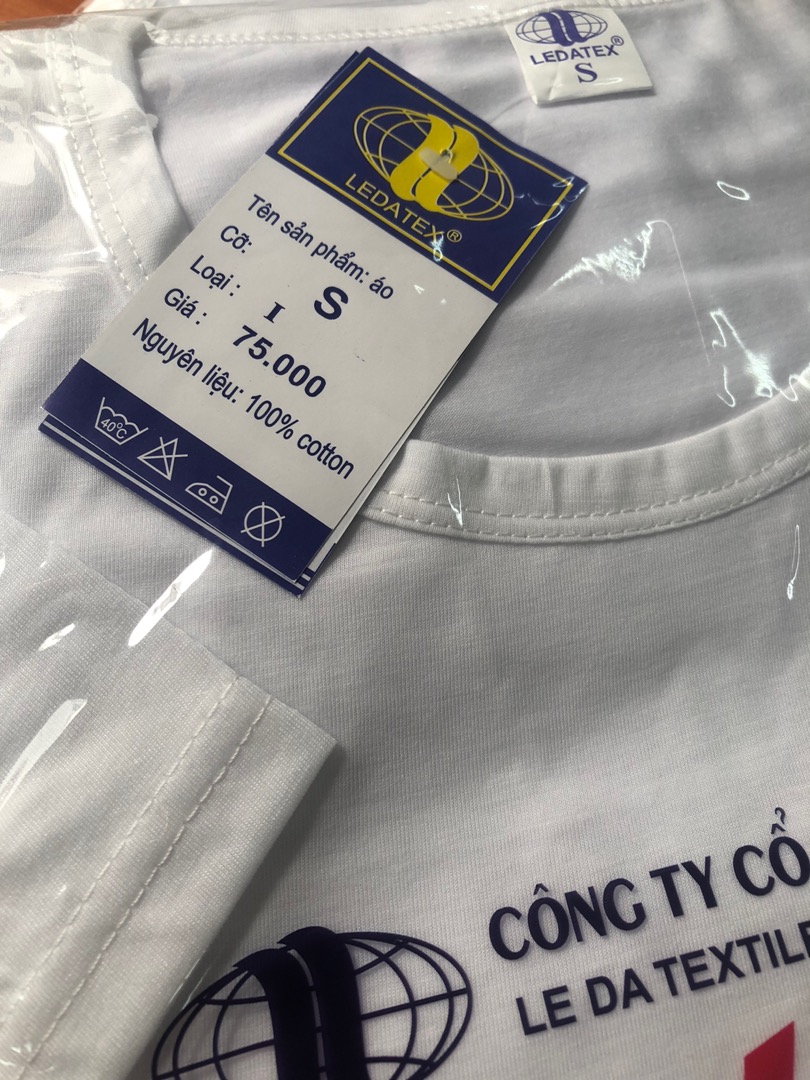 LEDATEX®
S
LEDATEX®
Tên sản phẩm: áo
Cỡ: S
Loại : I
Giá : 75.000
Nguyên liệu: 100% cotton
40°C
CÔNG TY CỔ
LE DA TEXTILE